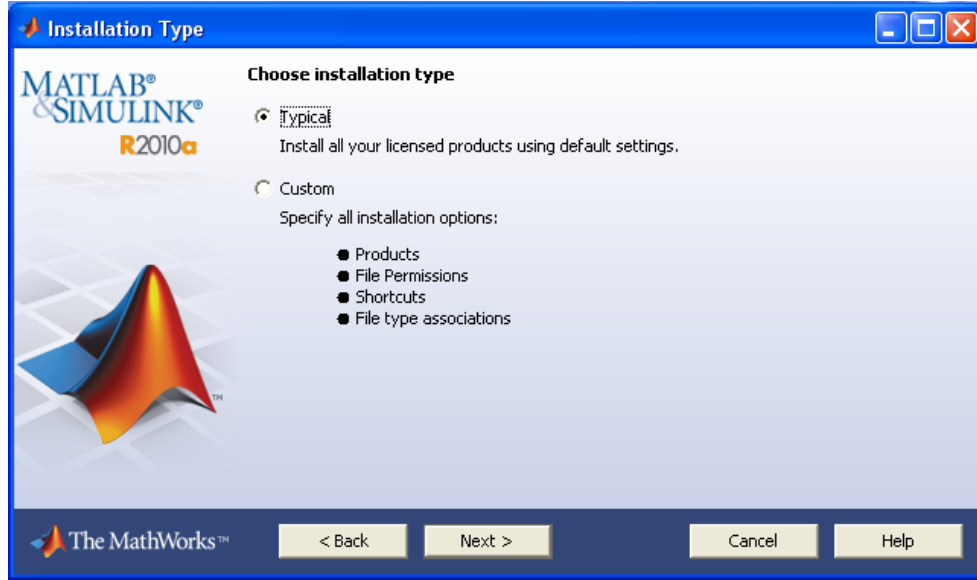 Installation Type
MATLAB®
&SIMULINK®
R2010a
Choose installation type
Typical
Install all your licensed products using default settings.
Custom
Specify all installation options:
● Products
● File Permissions
● Shortcuts
● File type associations
TM
The MathWorks™
< Back
Next >
Cancel
Help